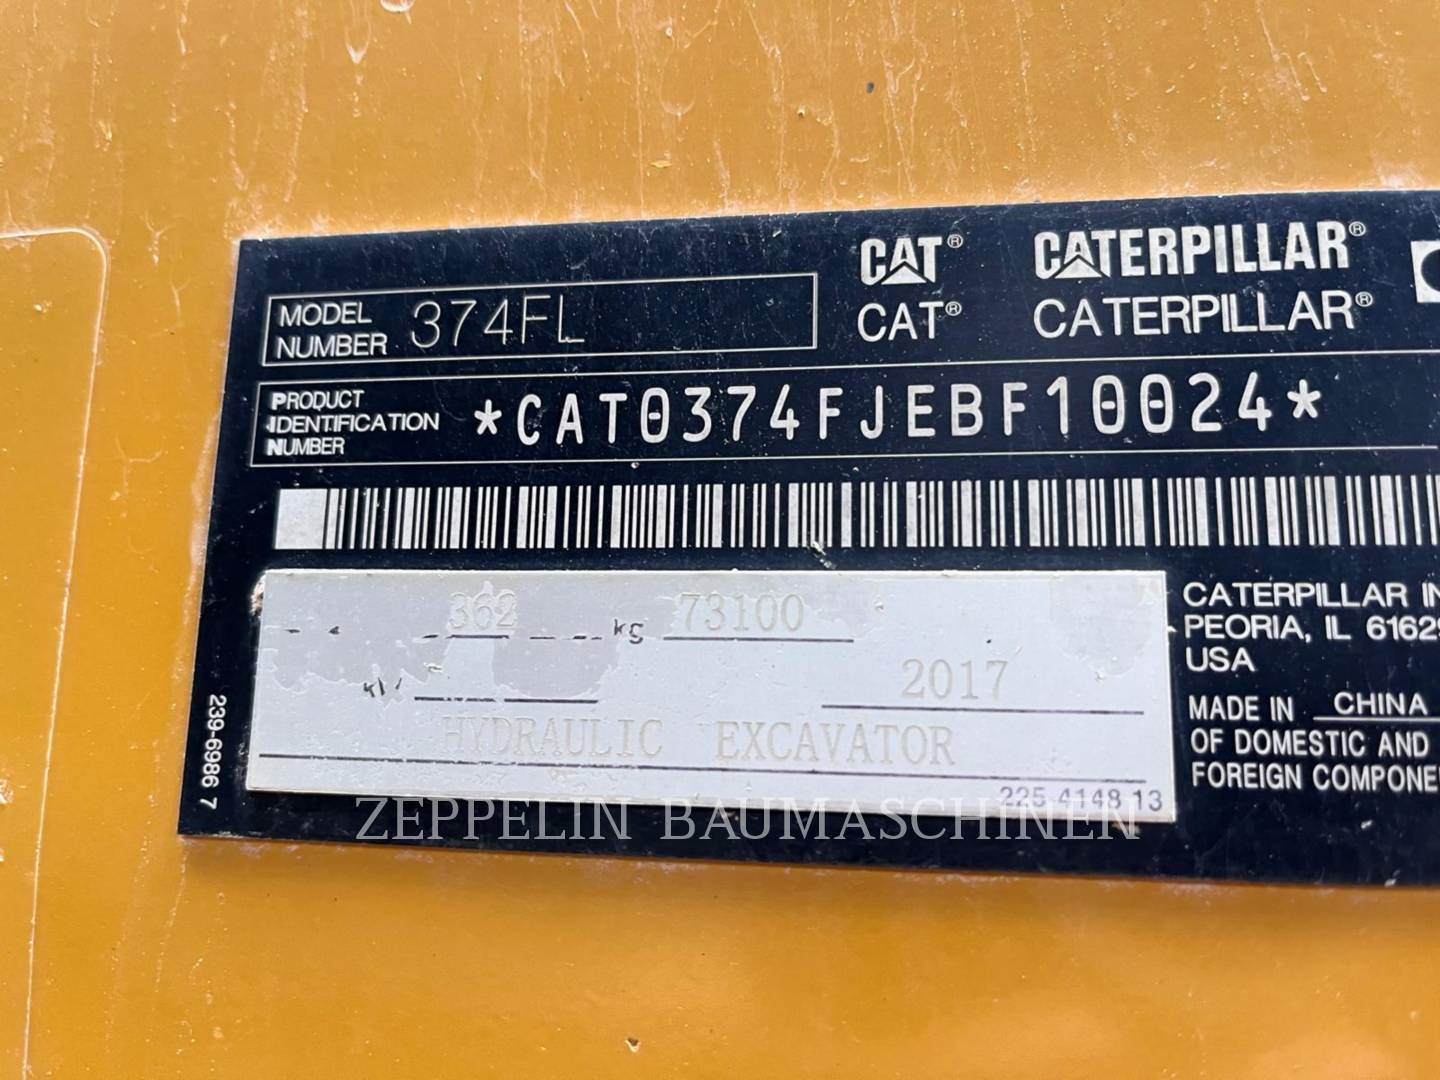 CAT® CATERPILLAR®
CAT® CATERPILLAR®
MODEL NUMBER 374FL
PRODUCT IDENTIFICATION NUMBER *CAT0374FJEBF10024*
362 kg 73100
2017
HYDRAULIC EXCAVATOR
225-4148 13
239-6986 7
CATERPILLAR IN
PEORIA, IL 61629
USA
MADE IN CHINA
OF DOMESTIC AND
FOREIGN COMPONE
ZEPPELIN BAUMASCHINEN